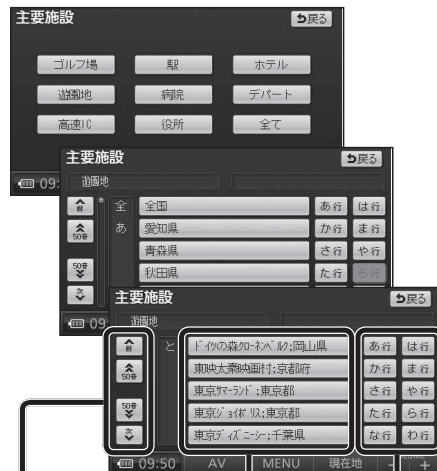 主要施設
戻る
ゴルフ場 駅 ホテル
遊園地 病院 デパート
高速IC 役所 全て
09:
主要施設
戻る
遊園地
前 全 全国 あ行 は行
50音 あ 愛知県 か行 ま行
青森県 さ行 や行
50音 秋田県 た行 ら行
次
09
主要施設
戻る
遊園地
前 と ドイツの森クローネンベルク;岡山県 あ行 は行
50音 東映太秦映画村;京都府 か行 ま行
東京サマーランド;東京都 さ行 や行
50音 東京ジョイポリス;東京都 た行 ら行
次 東京ディズニーシー;千葉県 な行 わ行
09:50 AV MENU 現在地